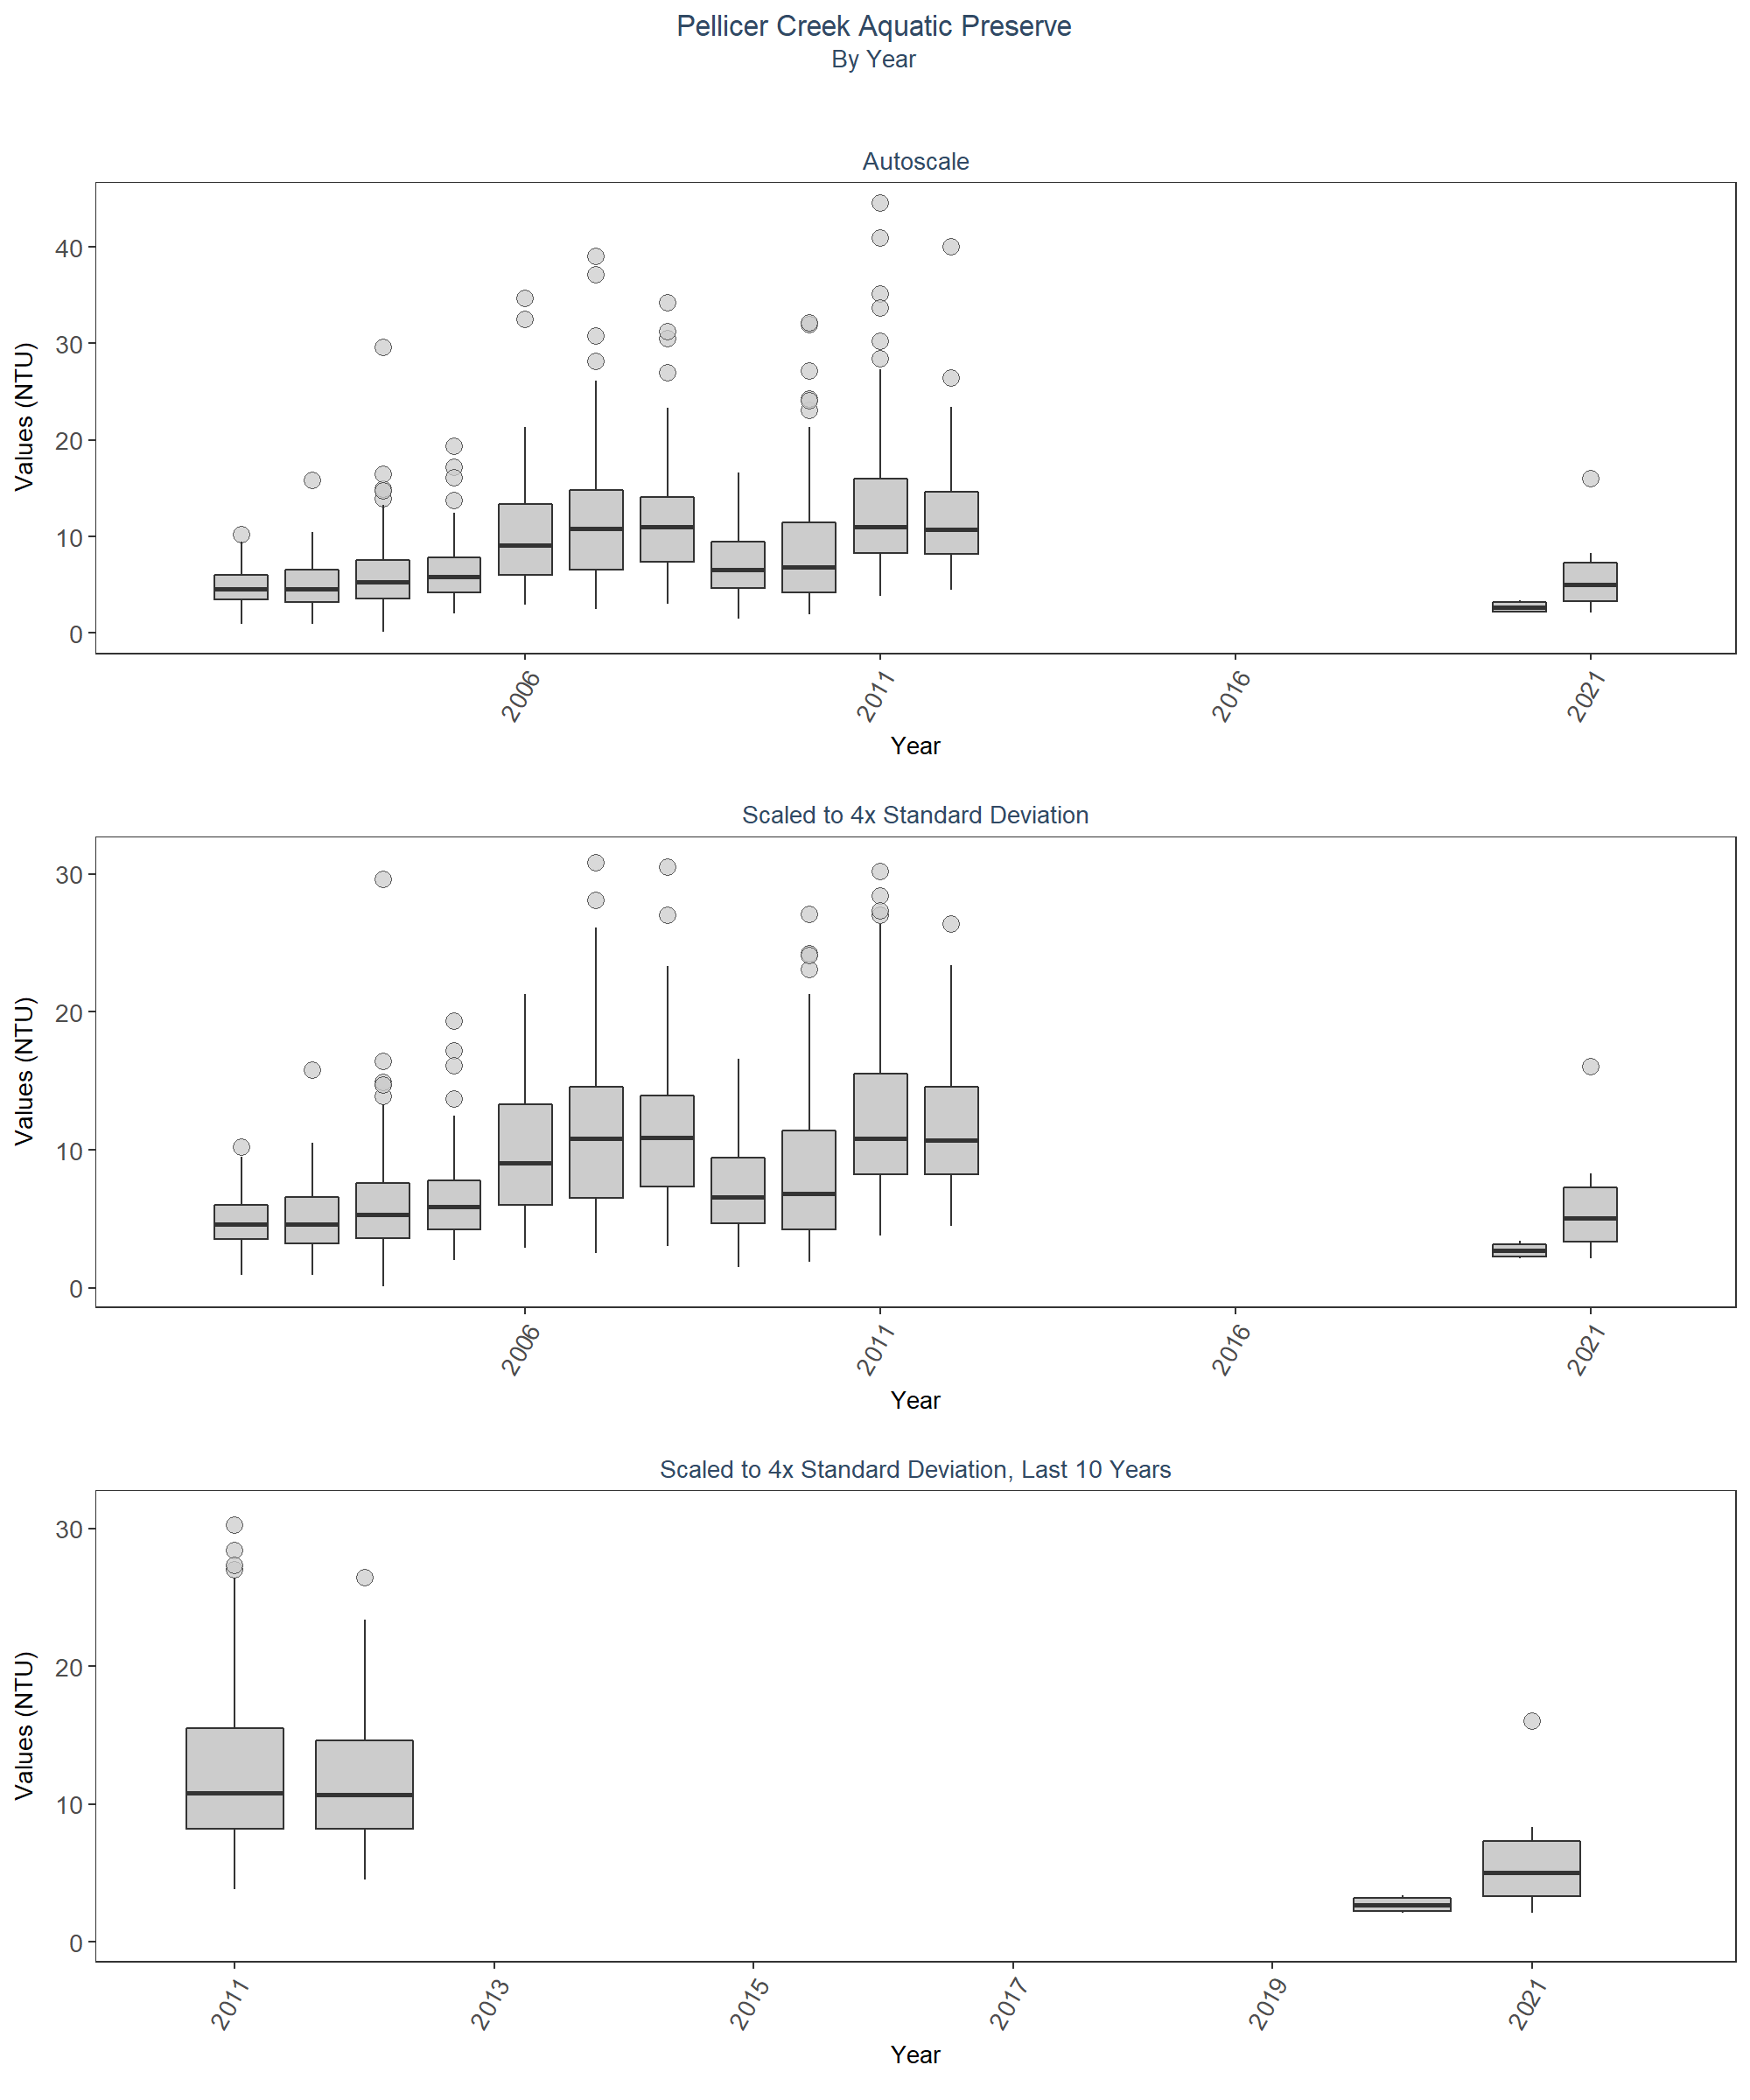 Pellicer Creek Aquatic Preserve
By Year
Autoscale
Values (NTU)
40
30
20
10
0
2006
2011
2016
2021
Year
Scaled to 4x Standard Deviation
Values (NTU)
30
20
10
0
2006
2011
2016
2021
Year
Scaled to 4x Standard Deviation, Last 10 Years
Values (NTU)
30
20
10
0
2011
2013
2015
2017
2019
2021
Year